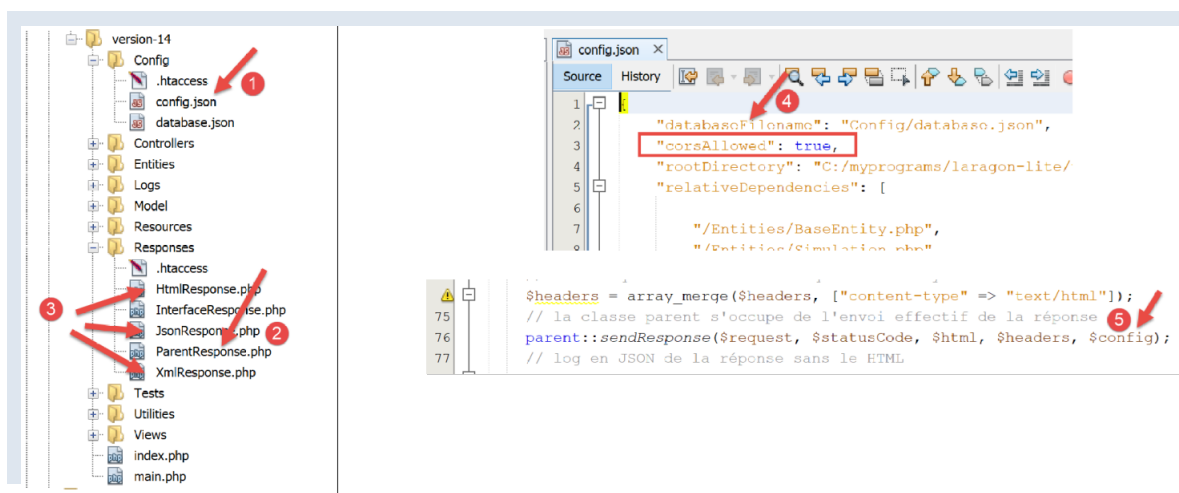 version-14
Config
.htaccess
1
config.json
database.json
Controllers
Entities
Logs
Model
Resources
Responses
.htaccess
3
HtmlResponse.php
InterfaceResponse.php
JsonResponse.php
2
ParentResponse.php
XmlResponse.php
Tests
Utilities
Views
index.php
main.php
config.json
Source History
4
1 {
2 "databaseFilename": "Config/database.json",
3 "corsAllowed": true,
4 "rootDirectory": "C:/myprograms/laragon-lite/
5 "relativeDependencies": [
6
7 "/Entities/BaseEntity.php",
8 "/Entities/Simulation.php"
$headers = array_merge($headers, ["content-type" => "text/html"]);
75 // la classe parent s'occupe de l'envoi effectif de la réponse
5
76 parent::sendResponse($request, $statusCode, $html, $headers, $config);
77 // log en JSON de la réponse sans le HTML